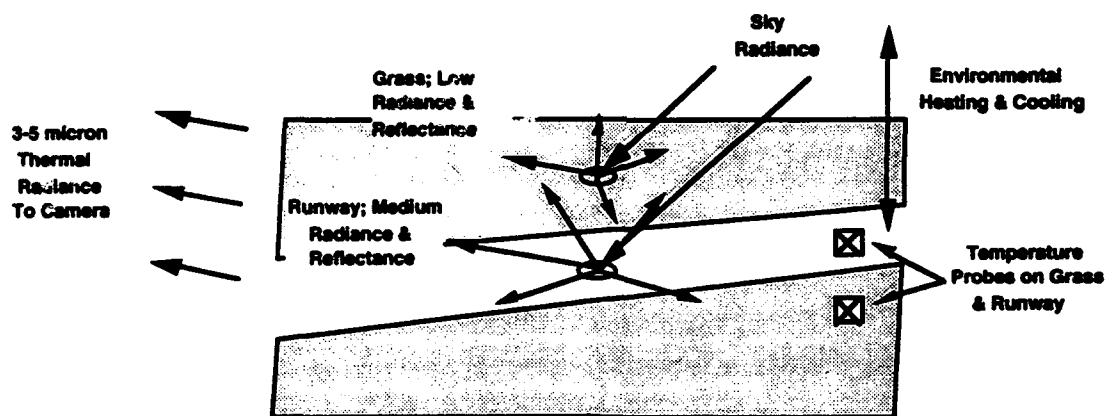 Sky
Radiance
Grass; Low
Radiance &
Reflectance
Environmental
Heating & Cooling
3-5 micron
Thermal
Radiance
To Camera
Runway; Medium
Radiance &
Reflectance
Temperature
Probes on Grass
& Runway